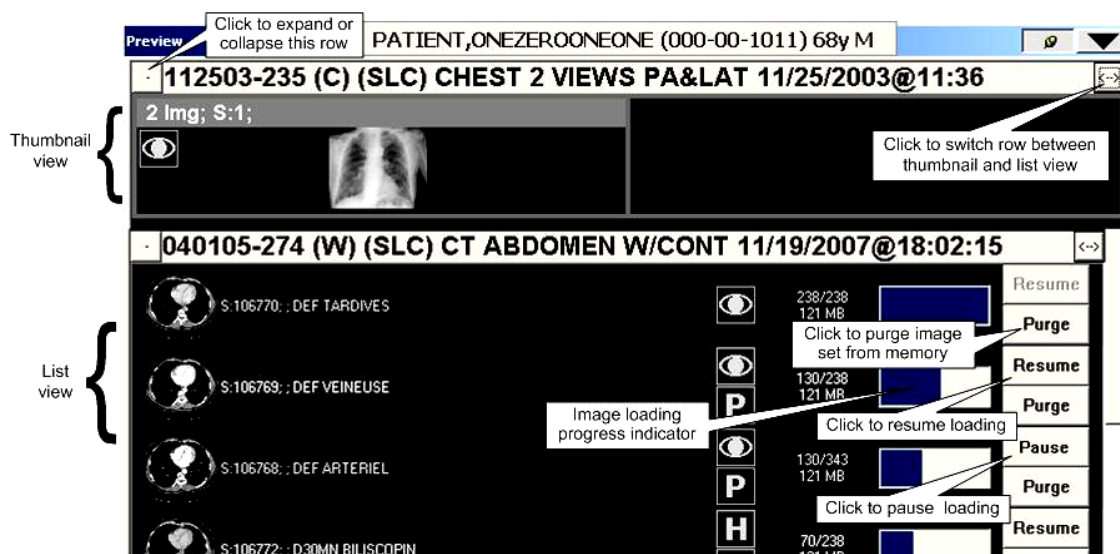 Click to expand or
collapse this row
Preview
PATIENT,ONEZEROONEONE (000-00-1011) 68y M
112503-235 (C) (SLC) CHEST 2 VIEWS PA&LAT 11/25/2003@11:36
<-->
2 Img; S:1;
Thumbnail
view
Click to switch row between
thumbnail and list view
040105-274 (W) (SLC) CT ABDOMEN W/CONT 11/19/2007@18:02:15
<-->
Resume
S:106770; ; DEF TARDIVES
238/238
121 MB
Purge
Click to purge image
set from memory
List
view
Resume
S:106769; ; DEF VEINEUSE
130/238
121 MB
P
Purge
Image loading
progress indicator
Click to resume loading
Pause
S:106768; ; DEF ARTERIEL
130/343
121 MB
P
Purge
Click to pause loading
H
Resume
S:106772; ; D30MN BILISCOPIN
70/238